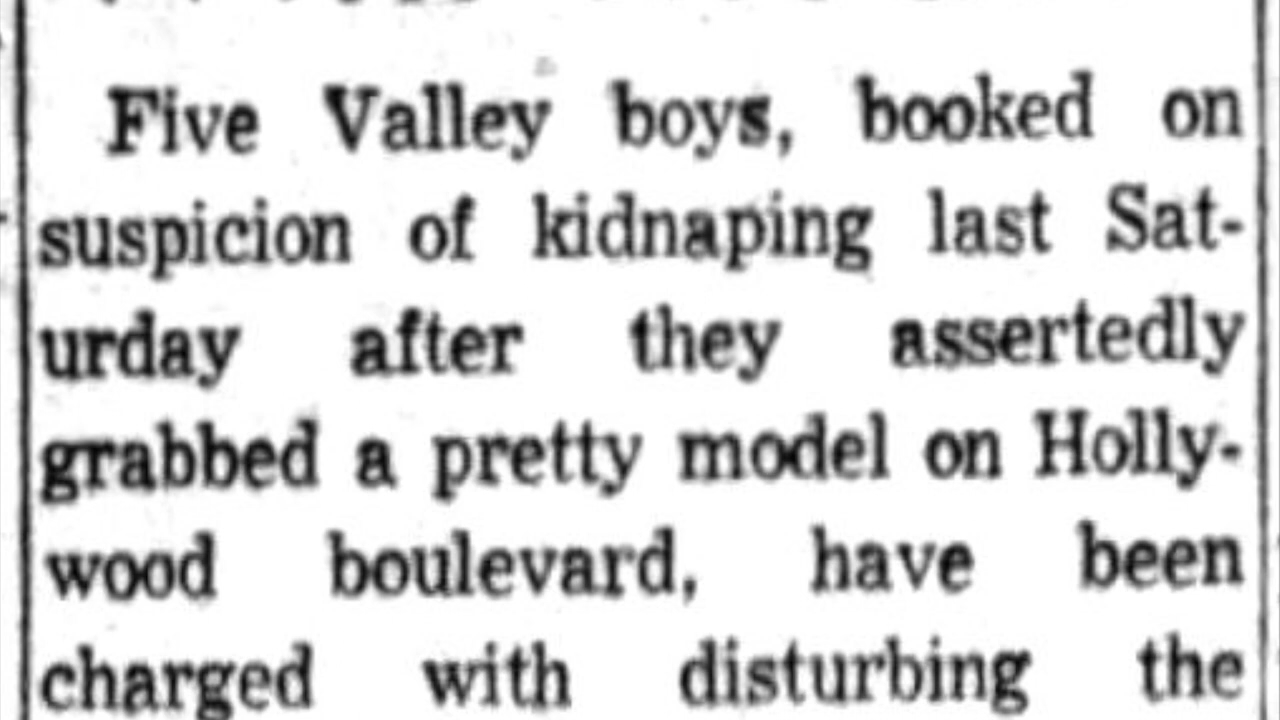 Five Valley boys, booked on
suspicion of kidnaping last Sat-
urday after they assertedly
grabbed a pretty model on Holly-
wood boulevard, have been
charged with disturbing the